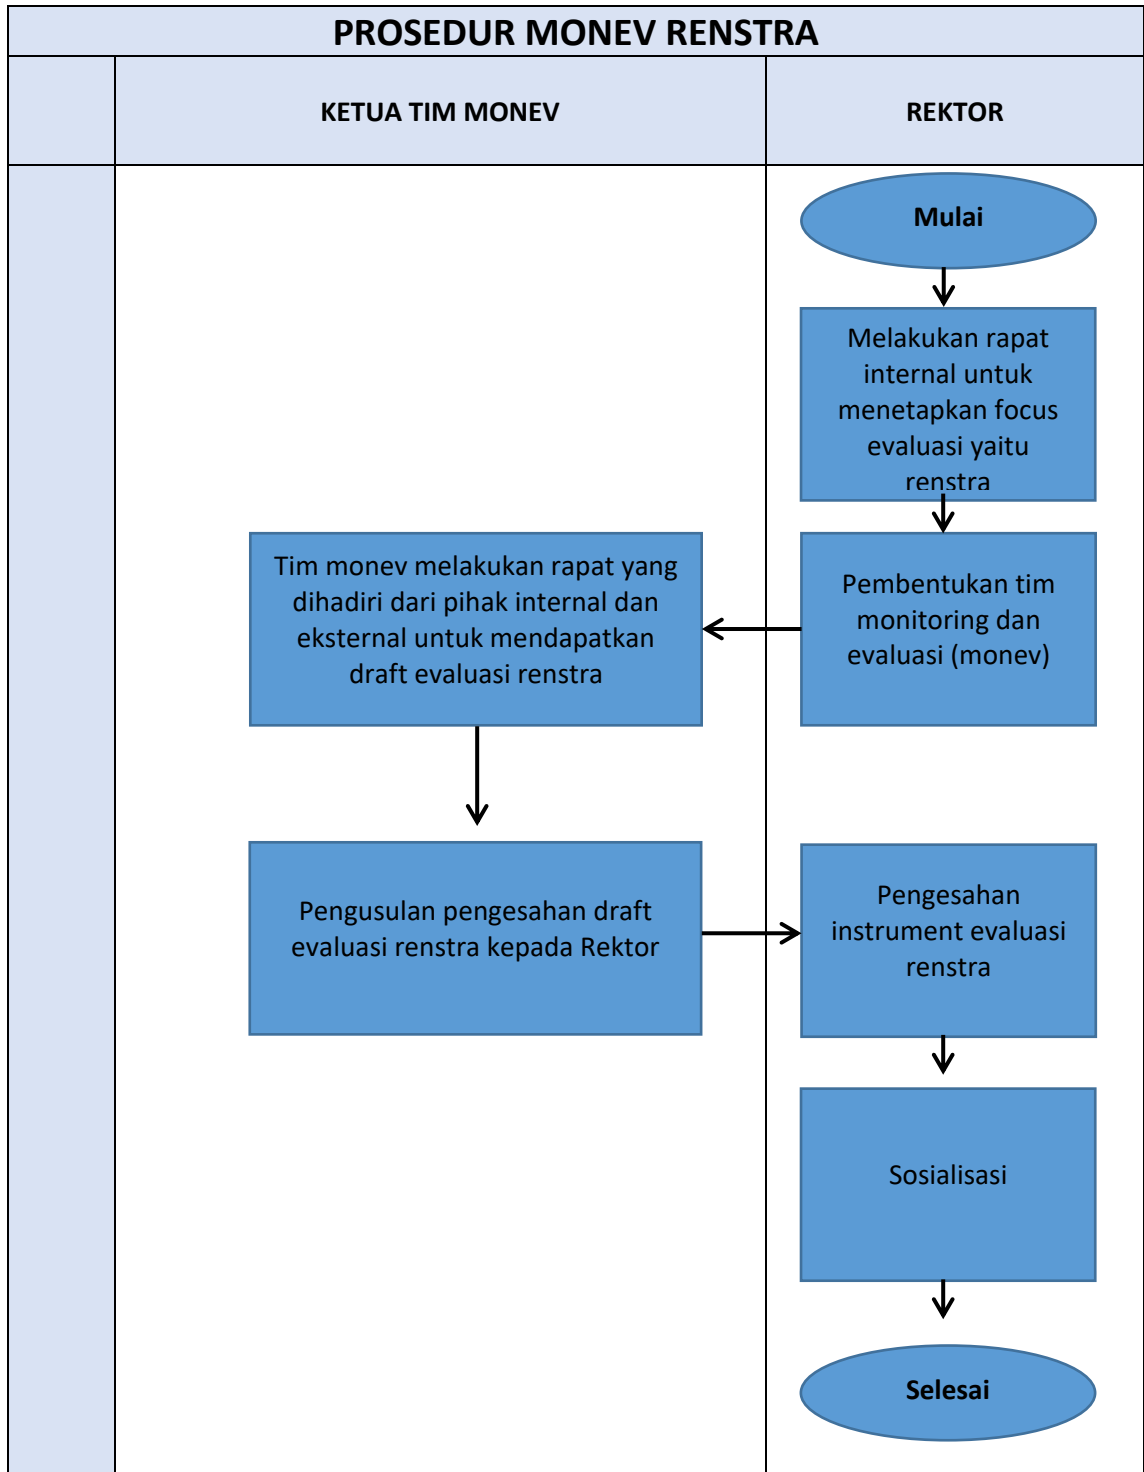 PROSEDUR MONEV RENSTRA
KETUA TIM MONEV
REKTOR
Mulai
Melakukan rapat
internal untuk
menetapkan focus
evaluasi yaitu
renstra
Pembentukan tim
monitoring dan
evaluasi (monev)
Tim monev melakukan rapat yang
dihadiri dari pihak internal dan
eksternal untuk mendapatkan
draft evaluasi renstra
Pengusulan pengesahan draft
evaluasi renstra kepada Rektor
Pengesahan
instrument evaluasi
renstra
Sosialisasi
Selesai